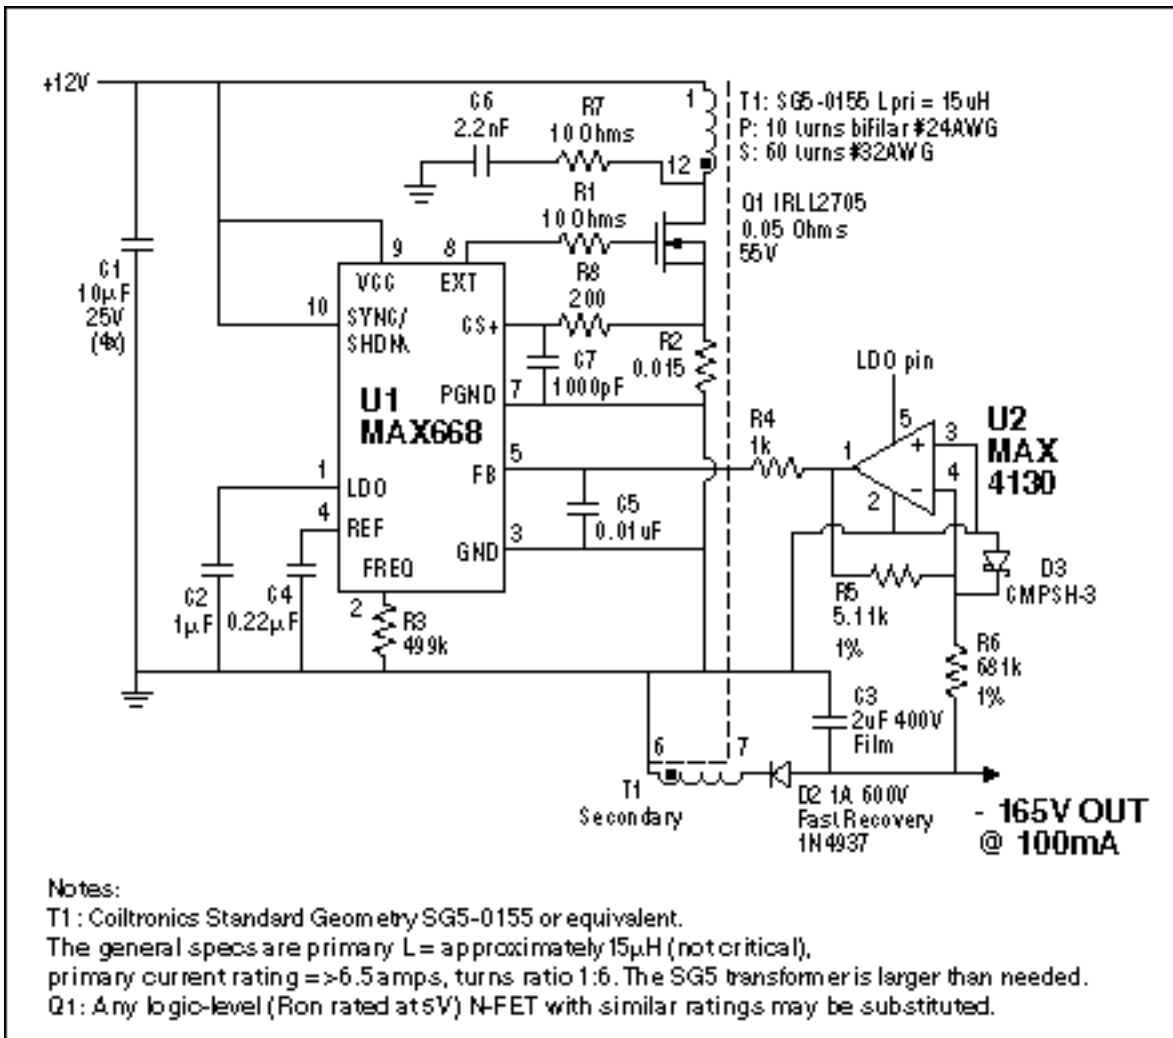 +12V
C6
2.2nF
R7
10 Ohms
1
12
T1: SG5-0155 Lpri = 15uH
P: 10 turns bifilar #24AWG
S: 60 turns #32AWG
R1
10 Ohms
Q1 IRLL2705
0.05 Ohms
55V
C1
10µF
25V
(4x)
9
8
VCC
EXT
10
SYNC/
SHDN\
CS+
R8
200
R2
0.015
C7
1000pF
U1
MAX668
PGND
7
LDO pin
5
U2
MAX
4130
3
4
1
2
+
-
R4
1k
FB
5
1
LDO
4
REF
C5
0.01uF
GND
3
FREQ
2
C2
1µF
C4
0.22µF
R3
499k
R5
5.11k
1%
D3
CMPSH-3
R6
681k
1%
C3
2uF 400V
Film
6
7
T1
Secondary
D2 1A 600V
Fast Recovery
1N4937
- 165V OUT
@ 100mA
Notes:
T1: Coiltronics Standard Geometry SG5-0155 or equivalent.
The general specs are primary L = approximately 15µH (not critical),
primary current rating =>6.5amps, turns ratio 1:6. The SG5 transformer is larger than needed.
Q1: Any logic-level (Ron rated at 5V) N-FET with similar ratings may be substituted.